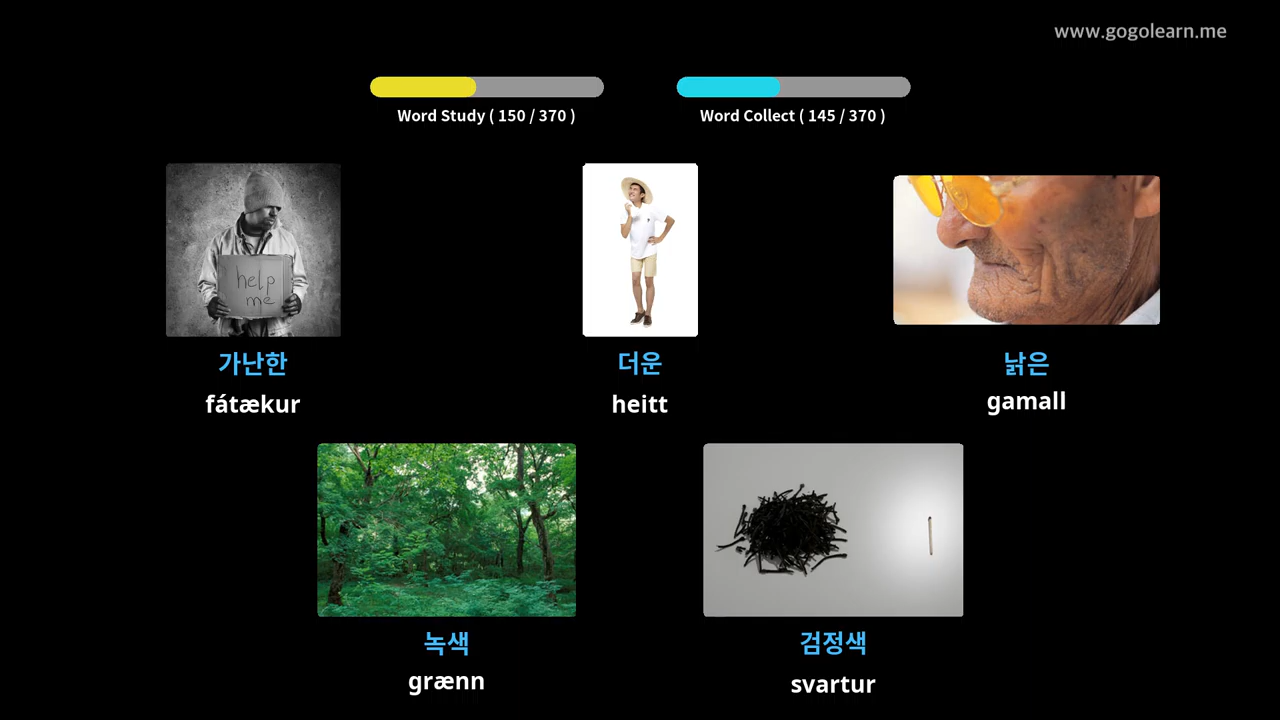 www.gogolearn.me
Word Study ( 150 / 370 )
Word Collect ( 145 / 370 )
help
me
가난한
fátækur
더운
heitt
낡은
gamall
녹색
grænn
검정색
svartur